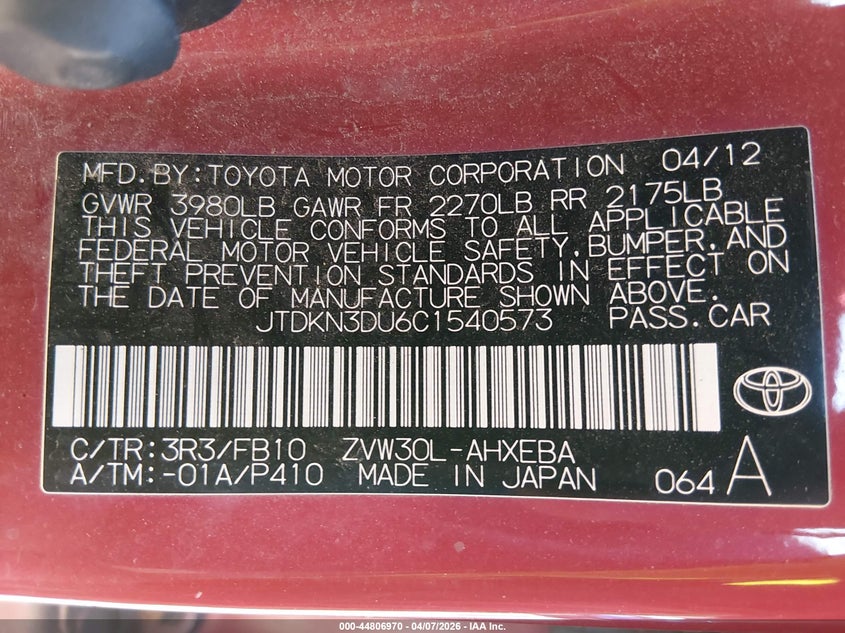 MFD.BY:TOYOTA MOTOR CORPORATION 04/12
GVWR 3980LB GAWR FR 2270LB RR 2175LB
THIS VEHICLE CONFORMS TO ALL APPLICABLE
FEDERAL MOTOR VEHICLE SAFETY,BUMPER,AND
THEFT PREVENTION STANDARDS IN EFFECT ON
THE DATE OF MANUFACTURE SHOWN ABOVE.
JTDKN3DU6C1540573 PASS.CAR
C/TR:3R3/FB10 ZVW30L-AHXEBA
A/TM:-01A/P410 MADE IN JAPAN 064 A
000-44806970 | 04/07/2026 - IAA Inc.